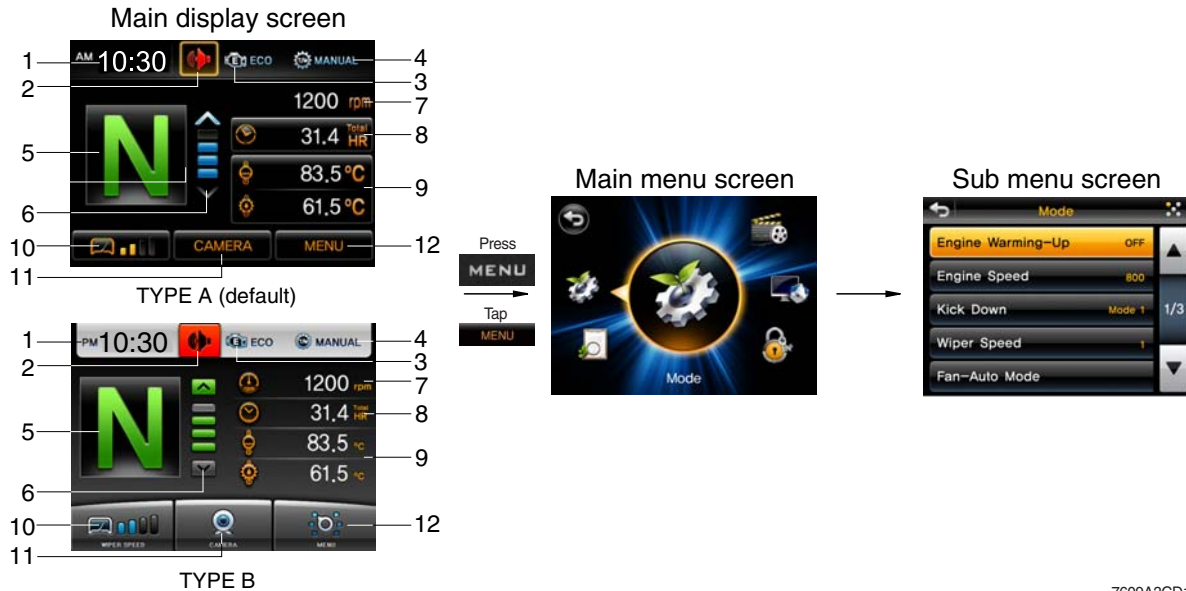 Main display screen
1
AM 10:30
ECO
MANUAL
4
2
3
1200 rpm
7
N
31.4 Total HR
8
5
83.5 °C
9
6
61.5 °C
10
CAMERA
MENU
12
11
TYPE A (default)
1
PM 10:30
ECO
MANUAL
4
2
3
1200 rpm
7
N
31.4 Total HR
8
5
83.5 °C
9
6
61.5 °C
10
12
WIPER SPEED
CAMERA
MENU
11
TYPE B
Press
MENU
Tap
MENU
Main menu screen
Mode
Sub menu screen
Mode
Engine Warming-Up OFF
Engine Speed 800
Kick Down Mode 1
1/3
Wiper Speed 1
Fan-Auto Mode